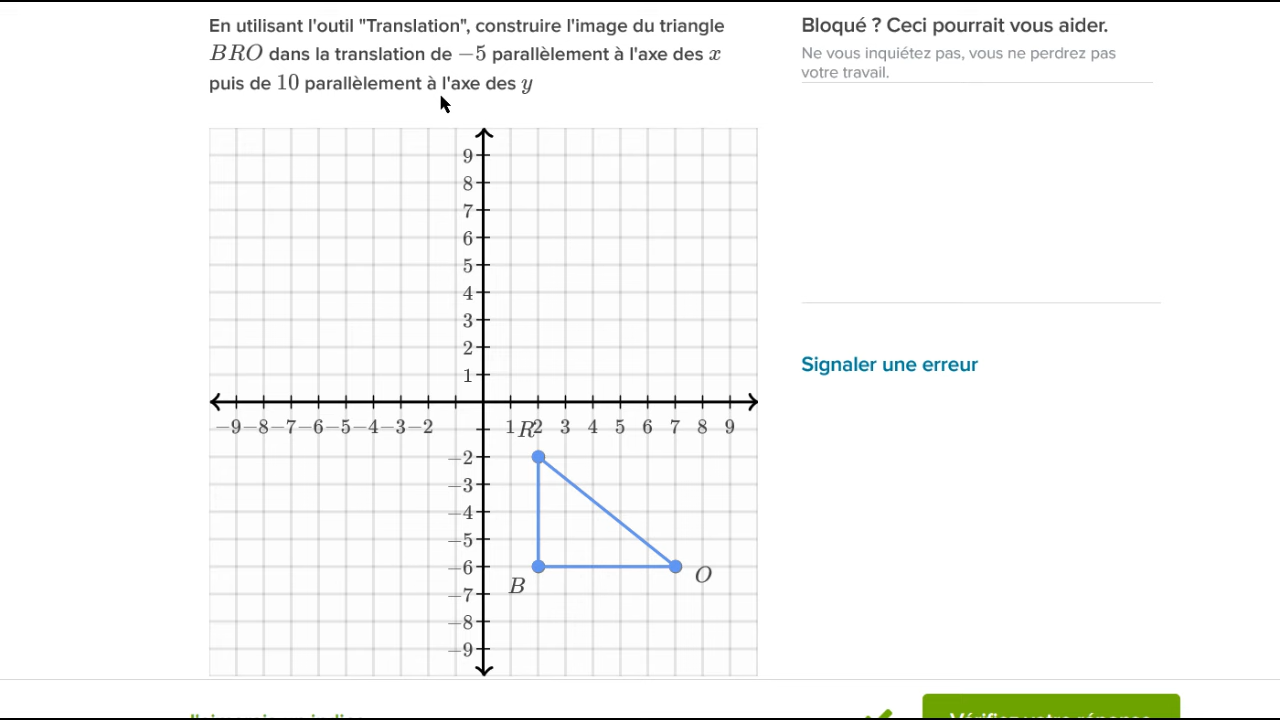 En utilisant l'outil "Translation", construire l'image du triangle
BRO dans la translation de −5 parallèlement à l'axe des x
puis de 10 parallèlement à l'axe des y
Bloqué ? Ceci pourrait vous aider.
Ne vous inquiétez pas, vous ne perdrez pas
votre travail.
Signaler une erreur
9
8
7
6
5
4
3
2
1
−9 −8 −7 −6 −5 −4 −3 −2 1 2 3 4 5 6 7 8 9
R
−2
−3
−4
−5
−6
−7
−8
−9
B
O
Vérifiez votre réponse